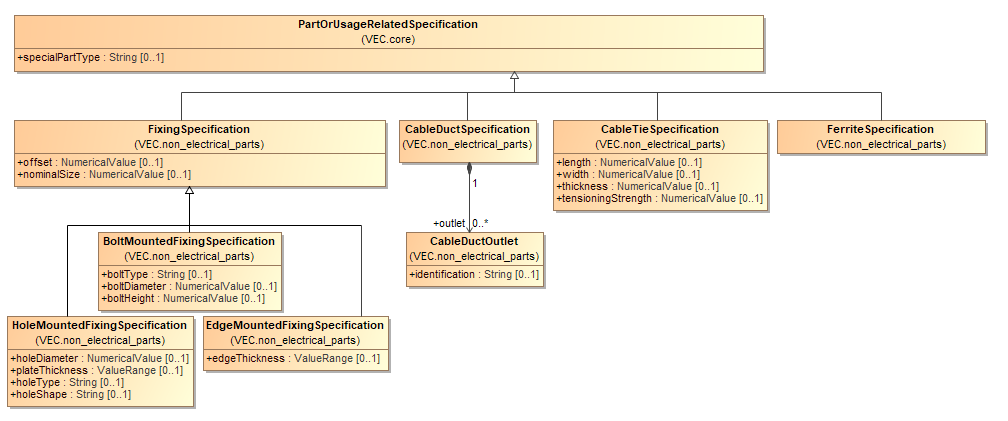 PartOrUsageRelatedSpecification
(VEC.core)
+specialPartType : String [0..1]
FixingSpecification
(VEC.non_electrical_parts)
+offset : NumericalValue [0..1]
+nominalSize : NumericalValue [0..1]
CableDuctSpecification
(VEC.non_electrical_parts)
CableTieSpecification
(VEC.non_electrical_parts)
+length : NumericalValue [0..1]
+width : NumericalValue [0..1]
+thickness : NumericalValue [0..1]
+tensioningStrength : NumericalValue [0..1]
FerriteSpecification
(VEC.non_electrical_parts)
1
+outlet 0..*
BoltMountedFixingSpecification
(VEC.non_electrical_parts)
+boltType : String [0..1]
+boltDiameter : NumericalValue [0..1]
+boltHeight : NumericalValue [0..1]
CableDuctOutlet
(VEC.non_electrical_parts)
+identification : String [0..1]
HoleMountedFixingSpecification
(VEC.non_electrical_parts)
+holeDiameter : NumericalValue [0..1]
+plateThickness : ValueRange [0..1]
+holeType : String [0..1]
+holeShape : String [0..1]
EdgeMountedFixingSpecification
(VEC.non_electrical_parts)
+edgeThickness : ValueRange [0..1]